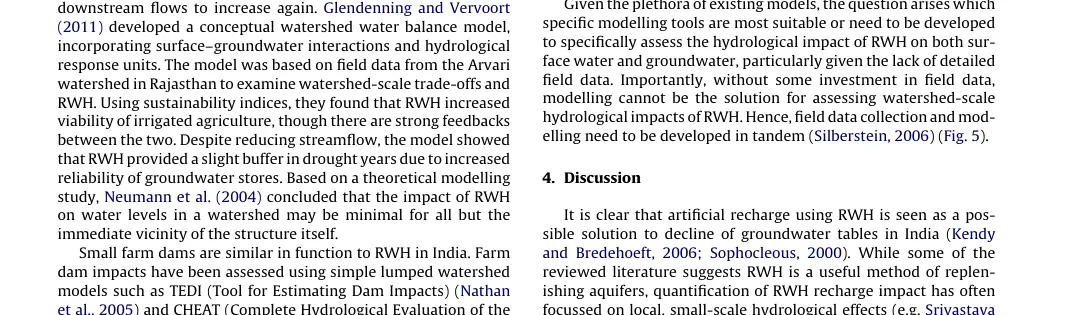 downstream flows to increase again. Glendenning and Vervoort
(2011) developed a conceptual watershed water balance model,
incorporating surface–groundwater interactions and hydrological
response units. The model was based on field data from the Arvari
watershed in Rajasthan to examine watershed-scale trade-offs and
RWH. Using sustainability indices, they found that RWH increased
viability of irrigated agriculture, though there are strong feedbacks
between the two. Despite reducing streamflow, the model showed
that RWH provided a slight buffer in drought years due to increased
reliability of groundwater stores. Based on a theoretical modelling
study, Neumann et al. (2004) concluded that the impact of RWH
on water levels in a watershed may be minimal for all but the
immediate vicinity of the structure itself.
Small farm dams are similar in function to RWH in India. Farm
dam impacts have been assessed using simple lumped watershed
models such as TEDI (Tool for Estimating Dam Impacts) (Nathan
et al., 2005) and CHEAT (Complete Hydrological Evaluation of the
Given the plethora of existing models, the question arises which
specific modelling tools are most suitable or need to be developed
to specifically assess the hydrological impact of RWH on both sur-
face water and groundwater, particularly given the lack of detailed
field data. Importantly, without some investment in field data,
modelling cannot be the solution for assessing watershed-scale
hydrological impacts of RWH. Hence, field data collection and mod-
elling need to be developed in tandem (Silberstein, 2006) (Fig. 5).
4. Discussion
It is clear that artificial recharge using RWH is seen as a pos-
sible solution to decline of groundwater tables in India (Kendy
and Bredehoeft, 2006; Sophocleous, 2000). While some of the
reviewed literature suggests RWH is a useful method of replen-
ishing aquifers, quantification of RWH recharge impact has often
focussed on local, small-scale hydrological effects (e.g. Srivastava